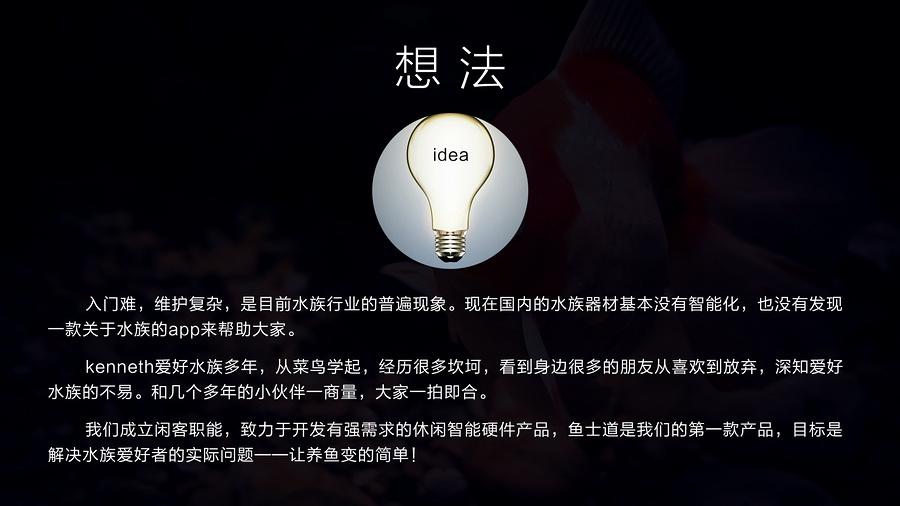 想法
idea
入门难，维护复杂，是目前水族行业的普遍现象。现在国内的水族器材基本没有智能化，也没有发现
一款关于水族的app来帮助大家。
kenneth爱好水族多年，从菜鸟学起，经历很多坎坷，看到身边很多的朋友从喜欢到放弃，深知爱好
水族的不易。和几个多年的小伙伴一商量，大家一拍即合。
我们成立闲客职能，致力于开发有强需求的休闲智能硬件产品，鱼士道是我们的第一款产品，目标是
解决水族爱好者的实际问题——让养鱼变的简单！